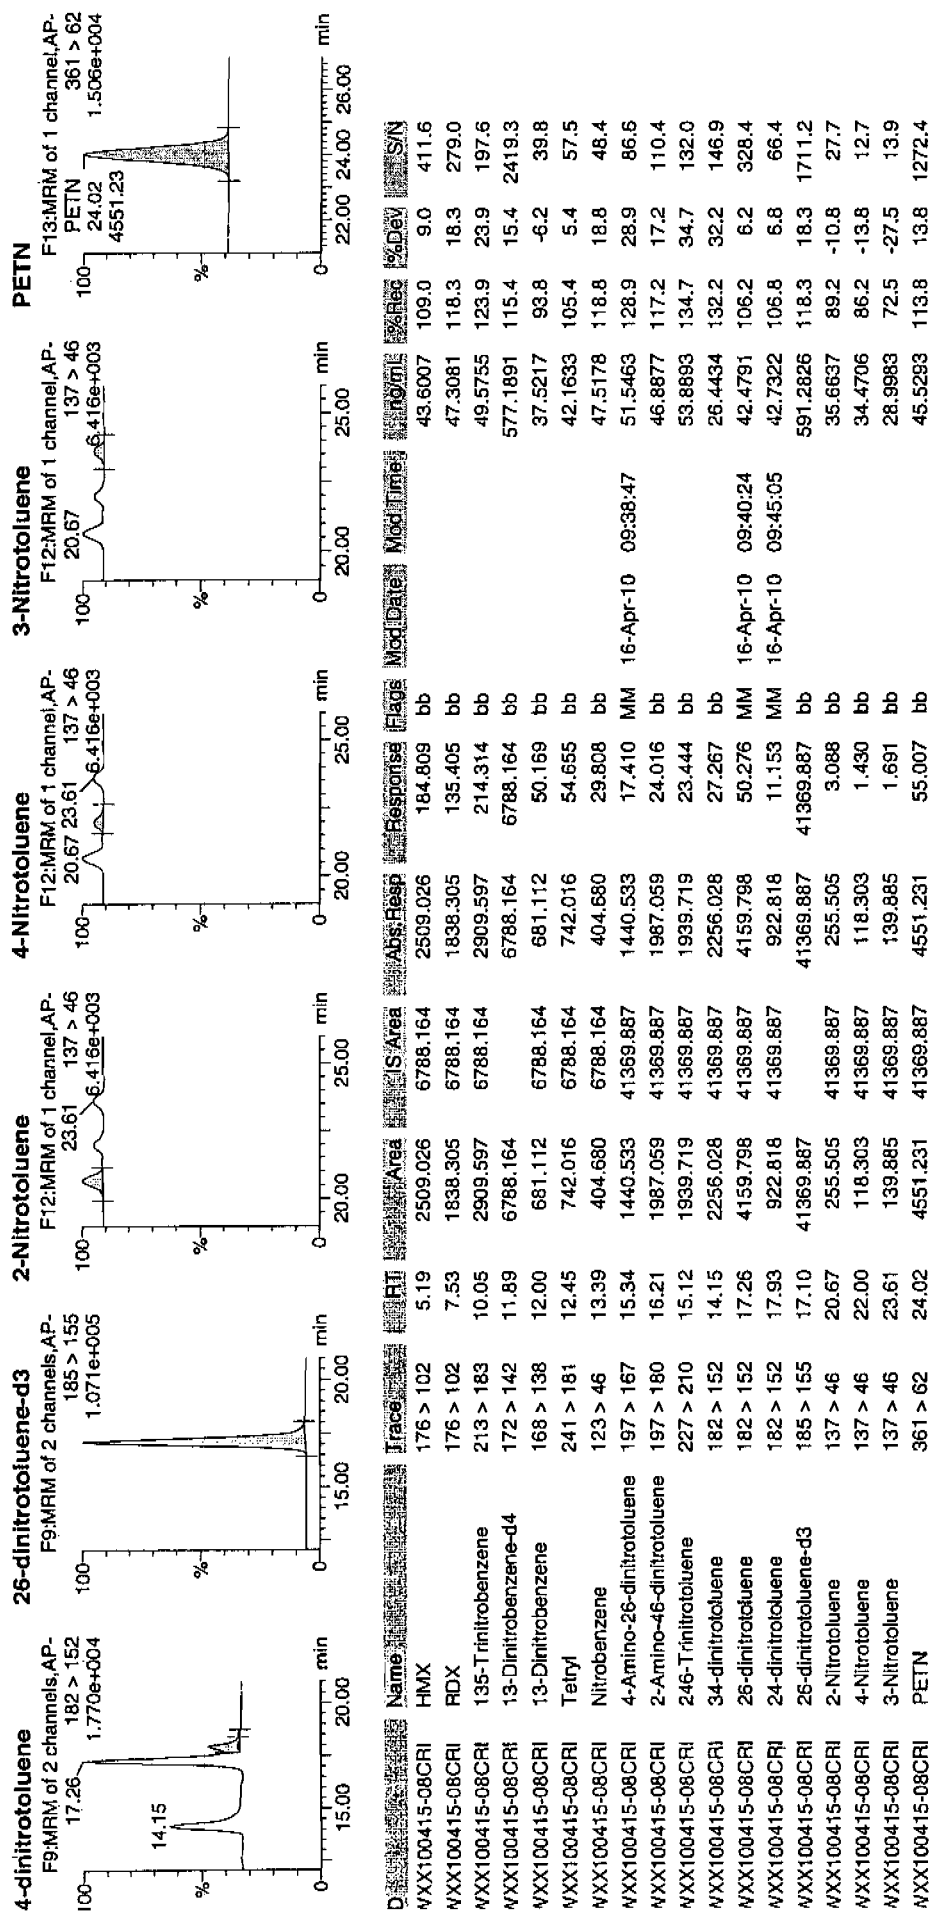 4-dinitrotoluene
F9:MRM of 2 channels,AP-
182 > 152
1.770e+004
17.26
14.15
100
%
15.00
20.00
min
26-dinitrotoluene-d3
F9:MRM of 2 channels,AP-
185 > 155
1.071e+005
100
%
0
15.00
20.00
min
2-Nitrotoluene
F12:MRM of 1 channel,AP-
137 > 46
6.416e+003
23.61
100
%
0
20.00
25.00
min
4-Nitrotoluene
F12:MRM of 1 channel,AP-
20.67
23.61
137 > 46
6.416e+003
100
%
0
20.00
25.00
min
3-Nitrotoluene
F12:MRM of 1 channel,AP-
20.67
137 > 46
6.416e+003
100
%
0
20.00
25.00
min
PETN
F13:MRM of 1 channel,AP-
PETN
24.02
4551.23
361 > 62
1.506e+004
100
%
0
22.00
24.00
26.00
min
D Name Trace RT Area IS Area Abs.Resp Response Flags Mod.Date Mod.Time ng/mL %Rec %Dev S/N
WXX100415-08CRI HMX 176 > 102 5.19 2509.026 6788.164 2509.026 184.809 bb 43.6007 109.0 9.0 411.6
WXX100415-08CRI RDX 176 > 102 7.53 1838.305 6788.164 1838.305 135.405 bb 47.3081 118.3 18.3 279.0
WXX100415-08CRI 135-Trinitrobenzene 213 > 183 10.05 2909.597 6788.164 2909.597 214.314 bb 49.5755 123.9 23.9 197.6
WXX100415-08CRI 13-Dinitrobenzene-d4 172 > 142 11.89 6788.164 6788.164 6788.164 bb 577.1891 115.4 15.4 2419.3
WXX100415-08CRI 13-Dinitrobenzene 168 > 138 12.00 681.112 6788.164 681.112 50.169 bb 37.5217 93.8 -6.2 39.8
WXX100415-08CRI Tetryl 241 > 181 12.45 742.016 6788.164 742.016 54.655 bb 42.1633 105.4 5.4 57.5
WXX100415-08CRI Nitrobenzene 123 > 46 13.39 404.680 6788.164 404.680 29.808 bb 47.5178 118.8 18.8 48.4
WXX100415-08CRI 4-Amino-26-dinitrotoluene 197 > 167 15.34 1440.533 41369.887 1440.533 17.410 MM 16-Apr-10 09:38:47 51.5463 128.9 28.9 86.6
WXX100415-08CRI 2-Amino-46-dinitrotoluene 197 > 180 16.21 1987.059 41369.887 1987.059 24.016 bb 46.8877 117.2 17.2 110.4
WXX100415-08CRI 246-Trinitrotoluene 227 > 210 15.12 1939.719 41369.887 1939.719 23.444 bb 53.8893 134.7 34.7 132.0
WXX100415-08CRI 34-dinitrotoluene 182 > 152 14.15 2256.028 41369.887 2256.028 27.267 bb 26.4434 132.2 32.2 146.9
WXX100415-08CRI 26-dinitrotoluene 182 > 152 17.26 4159.798 41369.887 4159.798 50.276 MM 16-Apr-10 09:40:24 42.4791 106.2 6.2 328.4
WXX100415-08CRI 24-dinitrotoluene 182 > 152 17.93 922.818 41369.887 922.818 11.153 MM 16-Apr-10 09:45:05 42.7322 106.8 6.8 66.4
WXX100415-08CRI 26-dinitrotoluene-d3 185 > 155 17.10 41369.887 41369.887 41369.887 bb 591.2826 118.3 18.3 1711.2
WXX100415-08CRI 2-Nitrotoluene 137 > 46 20.67 255.505 41369.887 255.505 3.088 bb 35.6637 89.2 -10.8 27.7
WXX100415-08CRI 4-Nitrotoluene 137 > 46 22.00 118.303 41369.887 118.303 1.430 bb 34.4706 86.2 -13.8 12.7
WXX100415-08CRI 3-Nitrotoluene 137 > 46 23.61 139.885 41369.887 139.885 1.691 bb 28.9983 72.5 -27.5 13.9
WXX100415-08CRI PETN 361 > 62 24.02 4551.231 41369.887 4551.231 55.007 bb 45.5293 113.8 13.8 1272.4